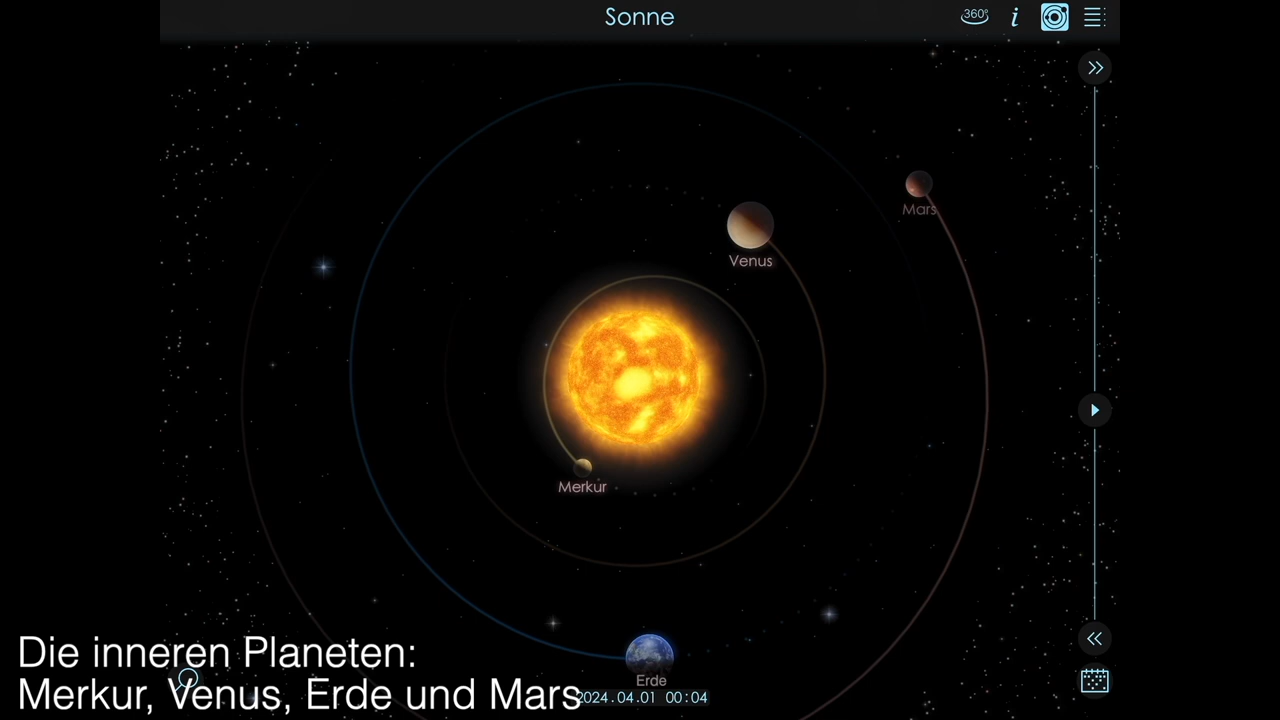 Sonne
360°
i
Mars
Venus
Merkur
Die inneren Planeten:
Merkur, Venus, Erde und Mars
Erde
2024.04.01 00:04